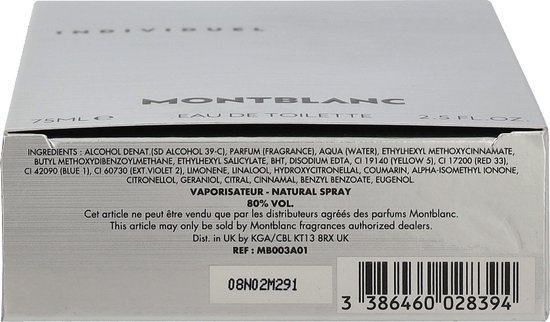 INDIVIDUEL
MONTBLANC
75ML ℮ EAU DE TOILETTE 2.5 FL.OZ.
INGREDIENTS : ALCOHOL DENAT.(SD ALCOHOL 39-C), PARFUM (FRAGRANCE), AQUA (WATER), ETHYLHEXYL METHOXYCINNAMATE,
BUTYL METHOXYDIBENZOYLMETHANE, ETHYLHEXYL SALICYLATE, BHT, DISODIUM EDTA, CI 19140 (YELLOW 5), CI 17200 (RED 33),
CI 42090 (BLUE 1), CI 60730 (EXT.VIOLET 2), LIMONENE, LINALOOL, HYDROXYCITRONELLAL, COUMARIN, ALPHA-ISOMETHYL IONONE,
CITRONELLOL, GERANIOL, CITRAL, CINNAMAL, BENZYL BENZOATE, EUGENOL.
VAPORISATEUR - NATURAL SPRAY
80% VOL.
Cet article ne peut être vendu que par les distributeurs agréés des parfums Montblanc.
This article may only be sold by Montblanc fragrances authorized dealers.
Dist. in UK by KGA/CBL KT13 8RX UK
REF : MB003A01
08N02M291
3 386460 028394